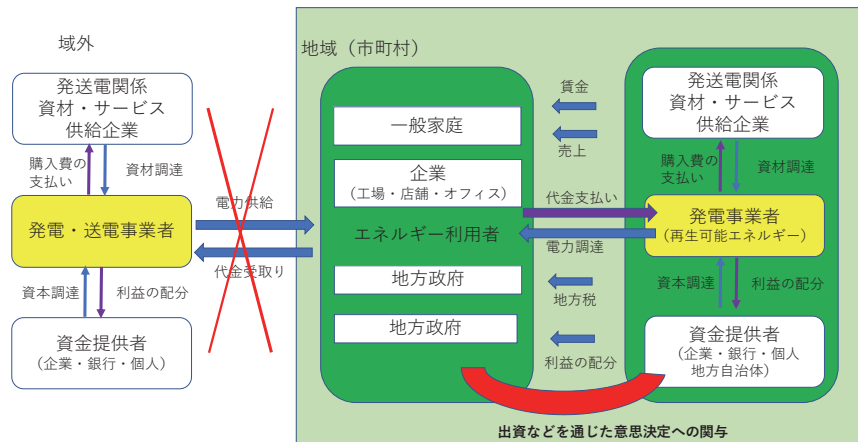 域外
発送電関係
資材・サービス
供給企業
購入費の
支払い
資材調達
発電・送電事業者
資本調達
利益の配分
資金提供者
(企業・銀行・個人)
電力供給
代金受取り
地域(市町村)
一般家庭
企業
(工場・店舗・オフィス)
エネルギー利用者
地方政府
地方政府
賃金
売上
代金支払い
電力調達
地方税
利益の配分
発送電関係
資材・サービス
供給企業
購入費の
支払い
資材調達
発電事業者
(再生可能エネルギー)
資本調達
利益の配分
資金提供者
(企業・銀行・個人
地方自治体)
出資などを通じた意思決定への関与